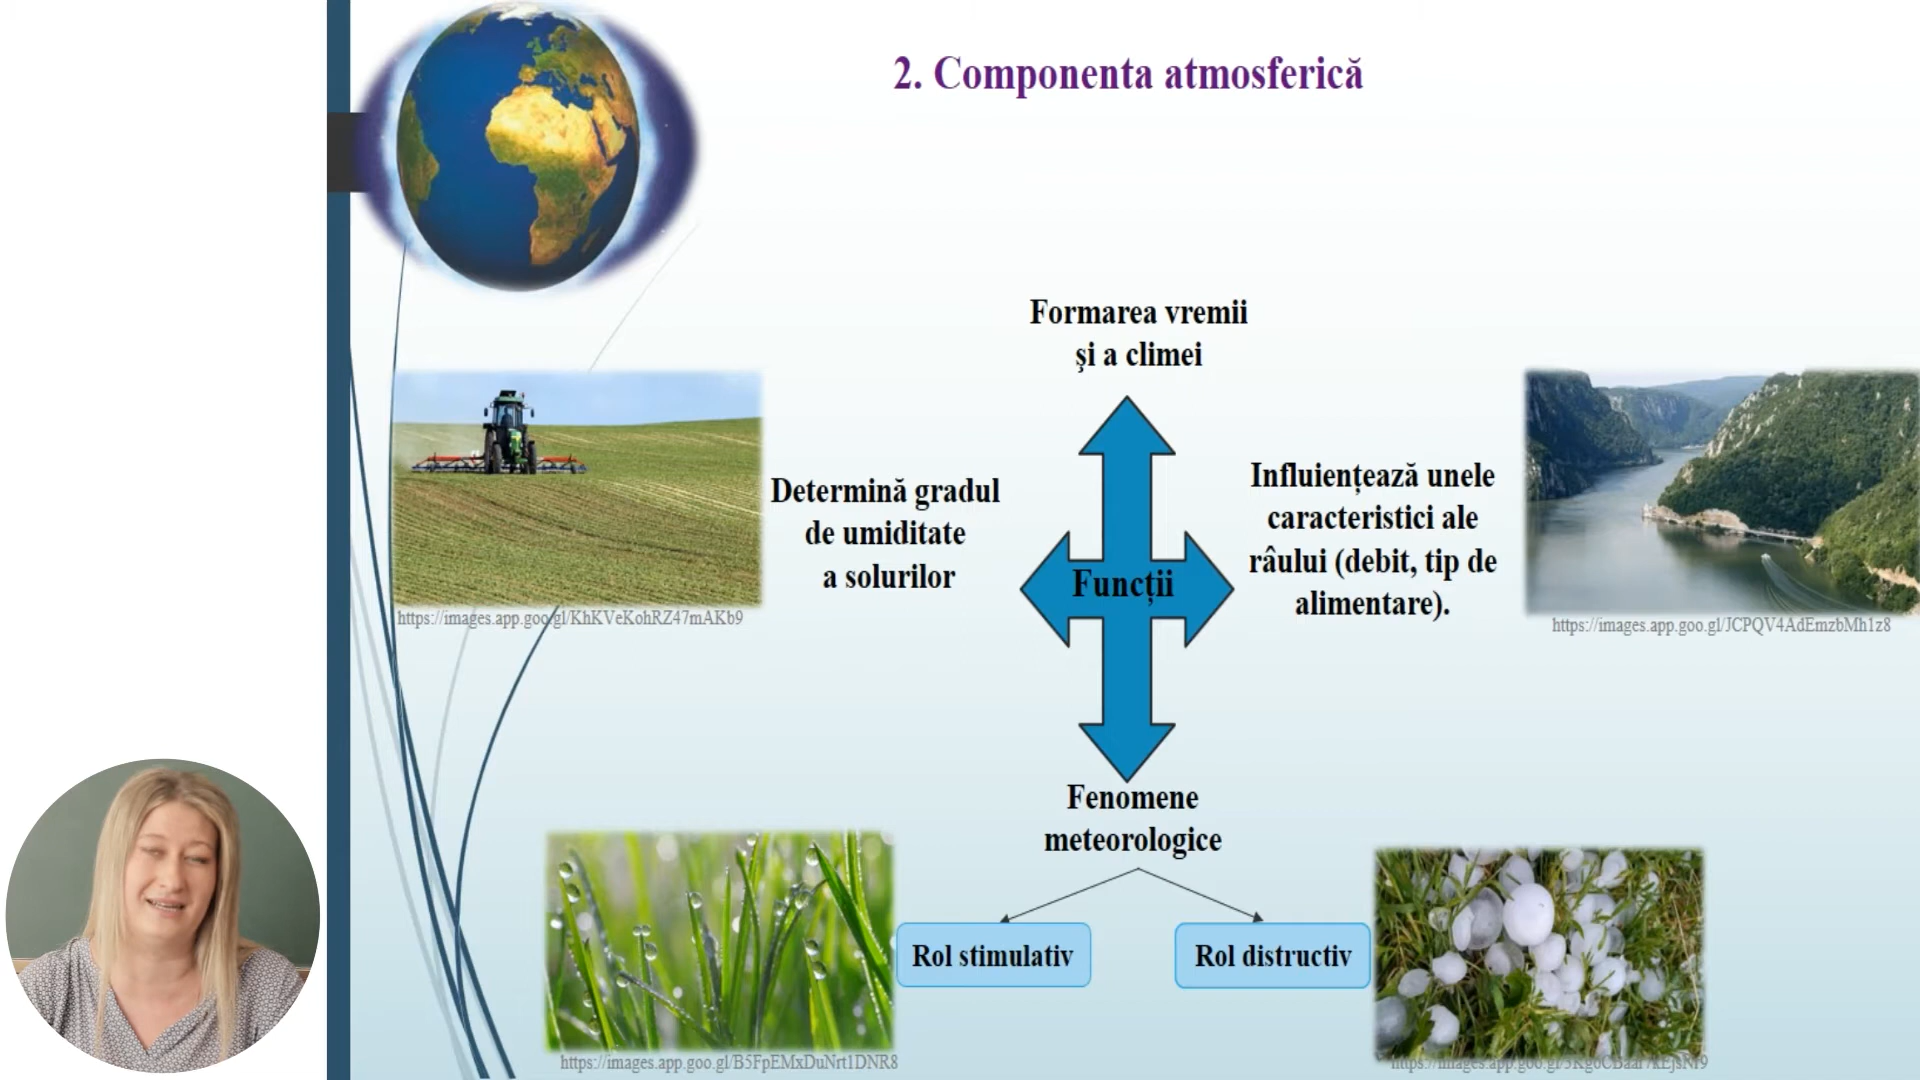 2. Componenta atmosferică
Formarea vremii
și a climei
Determină gradul
de umiditate
a solurilor
Funcții
Influiențează unele
caracteristici ale
râului (debit, tip de
alimentare).
https://images.app.goo.gl/KhKVeKohRZ47mAKb9
https://images.app.goo.gl/JCPQV4AdEmzbMh1z8
Fenomene
meteorologice
Rol stimulativ
Rol distructiv
https://images.app.goo.gl/B5FpEMxDuNrt1DNR8